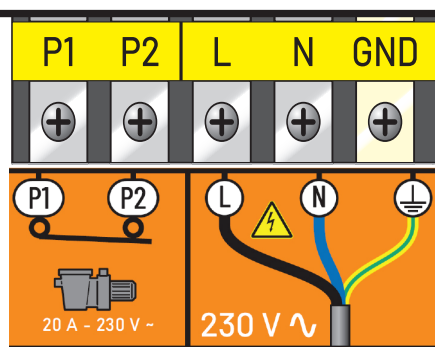 P1 P2 L N GND
P1 P2 L N
20 A - 230 V ~
230 V ∿